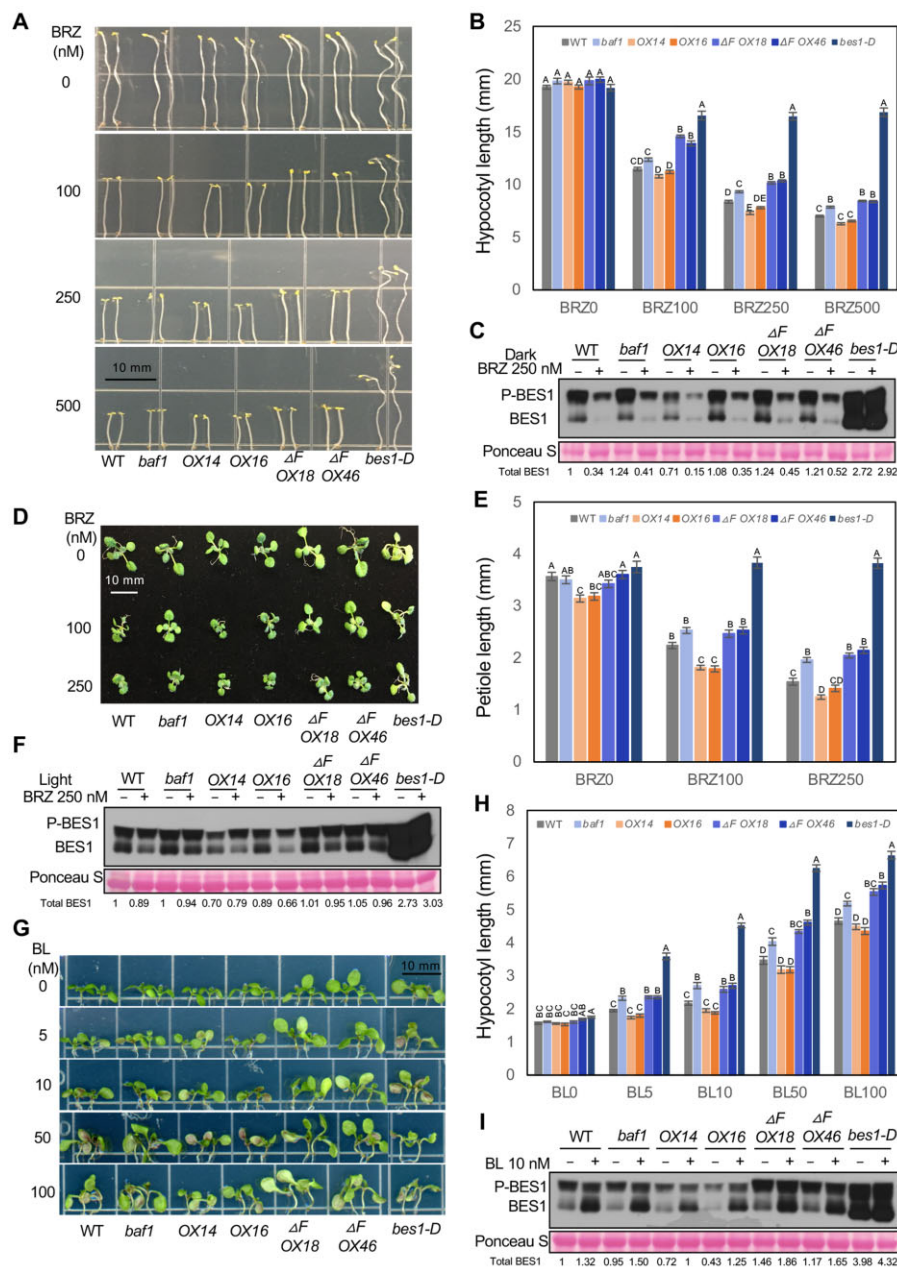 A
BRZ
(nM)
0
100
250
500
10 mm
WT baf1 OX14 OX16 ΔF OX18 ΔF OX46 bes1-D
B
WT baf1 OX14 OX16 ΔF OX18 ΔF OX46 bes1-D
Hypocotyl length (mm)
25
20
15
10
5
0
A A A A A A A
CD C D D B B A
D C E DE B B A
C B C C B B A
BRZ0 BRZ100 BRZ250 BRZ500
C
Dark WT baf1 OX14 OX16 ΔF OX18 ΔF OX46 bes1-D
BRZ 250 nM − + − + − + − + − + − + − +
P-BES1
BES1
Ponceau S
Total BES1 1 0.34 1.24 0.41 0.71 0.15 1.08 0.35 1.24 0.45 1.21 0.52 2.72 2.92
D
BRZ
(nM)
0
10 mm
100
250
WT baf1 OX14 OX16 ΔF OX18 ΔF OX46 bes1-D
E
WT baf1 OX14 OX16 ΔF OX18 ΔF OX46 bes1-D
Petiole length (mm)
5
4
3
2
1
0
A AB C BC ABC A A
B B C C B B A
C B D CD B B A
BRZ0 BRZ100 BRZ250
F
Light WT baf1 OX14 OX16 ΔF OX18 ΔF OX46 bes1-D
BRZ 250 nM − + − + − + − + − + − + − +
P-BES1
BES1
Ponceau S
Total BES1 1 0.89 1 0.94 0.70 0.79 0.89 0.66 1.01 0.95 1.05 0.96 2.73 3.03
G
BL
(nM)
10 mm
0
5
10
50
100
WT baf1 OX14 OX16 ΔF OX18 ΔF OX46 bes1-D
H
WT baf1 OX14 OX16 ΔF OX18 ΔF OX46 bes1-D
Hypocotyl length (mm)
8
6
4
2
0
BC BC BC C BC AB A
C B C C B B A
C B C C B B A
D C D D B B A
D C D D BC B A
BL0 BL5 BL10 BL50 BL100
I
WT baf1 OX14 OX16 ΔF OX18 ΔF OX46 bes1-D
BL 10 nM − + − + − + − + − + − + − +
P-BES1
BES1
Ponceau S
Total BES1 1 1.32 0.95 1.50 0.72 1 0.43 1.25 1.46 1.86 1.17 1.65 3.98 4.32